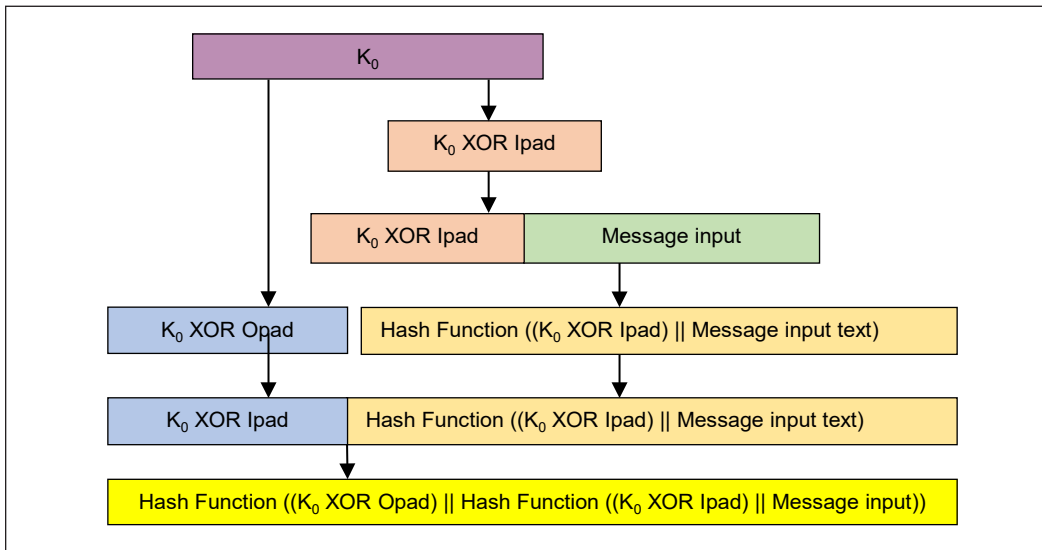 K₀
K₀ XOR Ipad
K₀ XOR Ipad Message input
K₀ XOR Opad Hash Function ((K₀ XOR Ipad) || Message input text)
K₀ XOR Ipad Hash Function ((K₀ XOR Ipad) || Message input text)
Hash Function ((K₀ XOR Opad) || Hash Function ((K₀ XOR Ipad) || Message input))